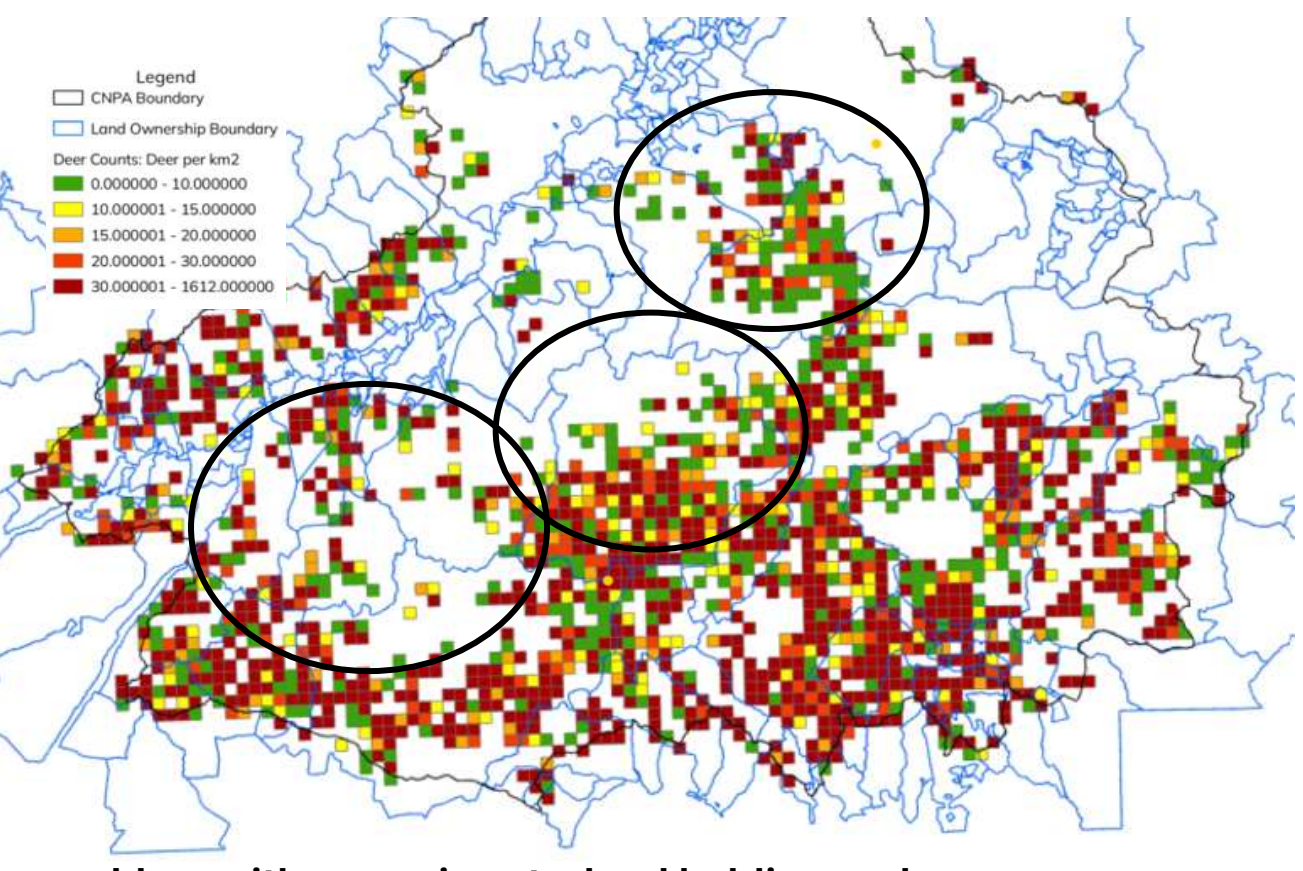 Legend
CNPA Boundary
Land Ownership Boundary
Deer Counts: Deer per km2
0.000000 - 10.000000
10.000001 - 15.000000
15.000001 - 20.000000
20.000001 - 30.000000
30.000001 - 1612.000000